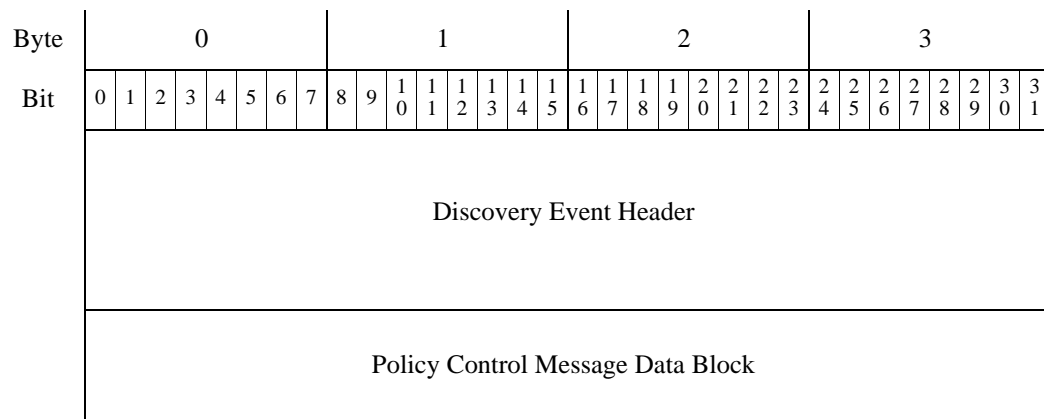 Byte 0 1 2 3
Bit 0 1 2 3 4 5 6 7 8 9 10 11 12 13 14 15 16 17 18 19 20 21 22 23 24 25 26 27 28 29 30 31
Discovery Event Header
Policy Control Message Data Block